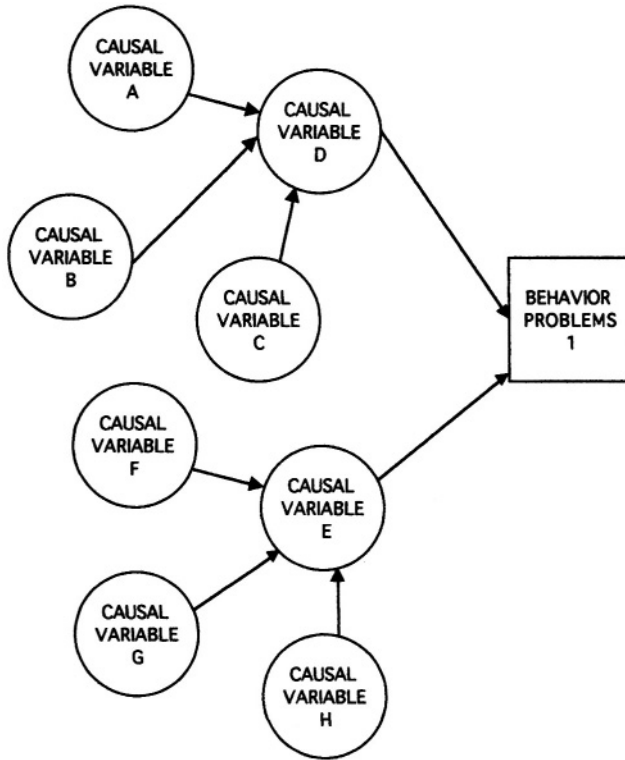 CAUSAL
VARIABLE
A
CAUSAL
VARIABLE
D
CAUSAL
VARIABLE
B
CAUSAL
VARIABLE
C
BEHAVIOR
PROBLEMS
1
CAUSAL
VARIABLE
F
CAUSAL
VARIABLE
E
CAUSAL
VARIABLE
G
CAUSAL
VARIABLE
H